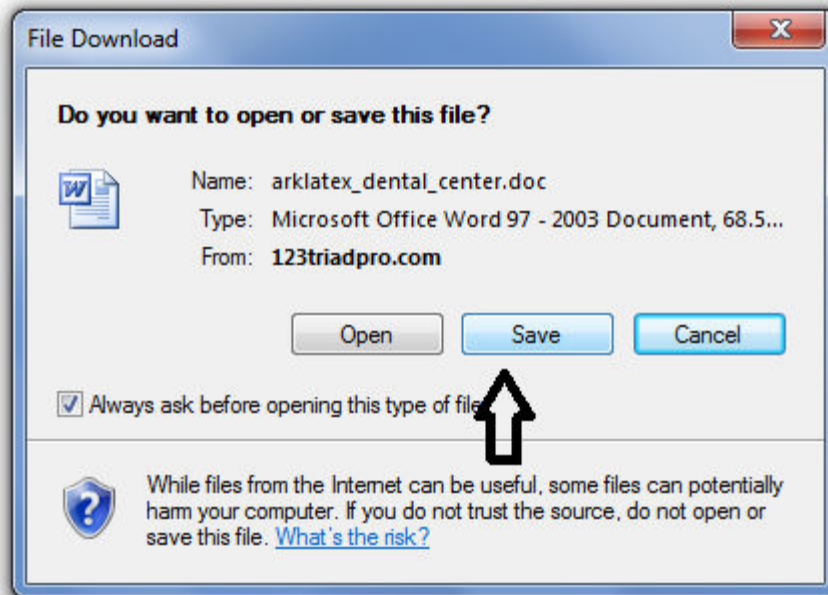 File Download
Do you want to open or save this file?
Name: arklatex_dental_center.doc
Type: Microsoft Office Word 97 - 2003 Document, 68.5...
From: 123triadpro.com
Open Save Cancel
Always ask before opening this type of file
While files from the Internet can be useful, some files can potentially
harm your computer. If you do not trust the source, do not open or
save this file. What's the risk?